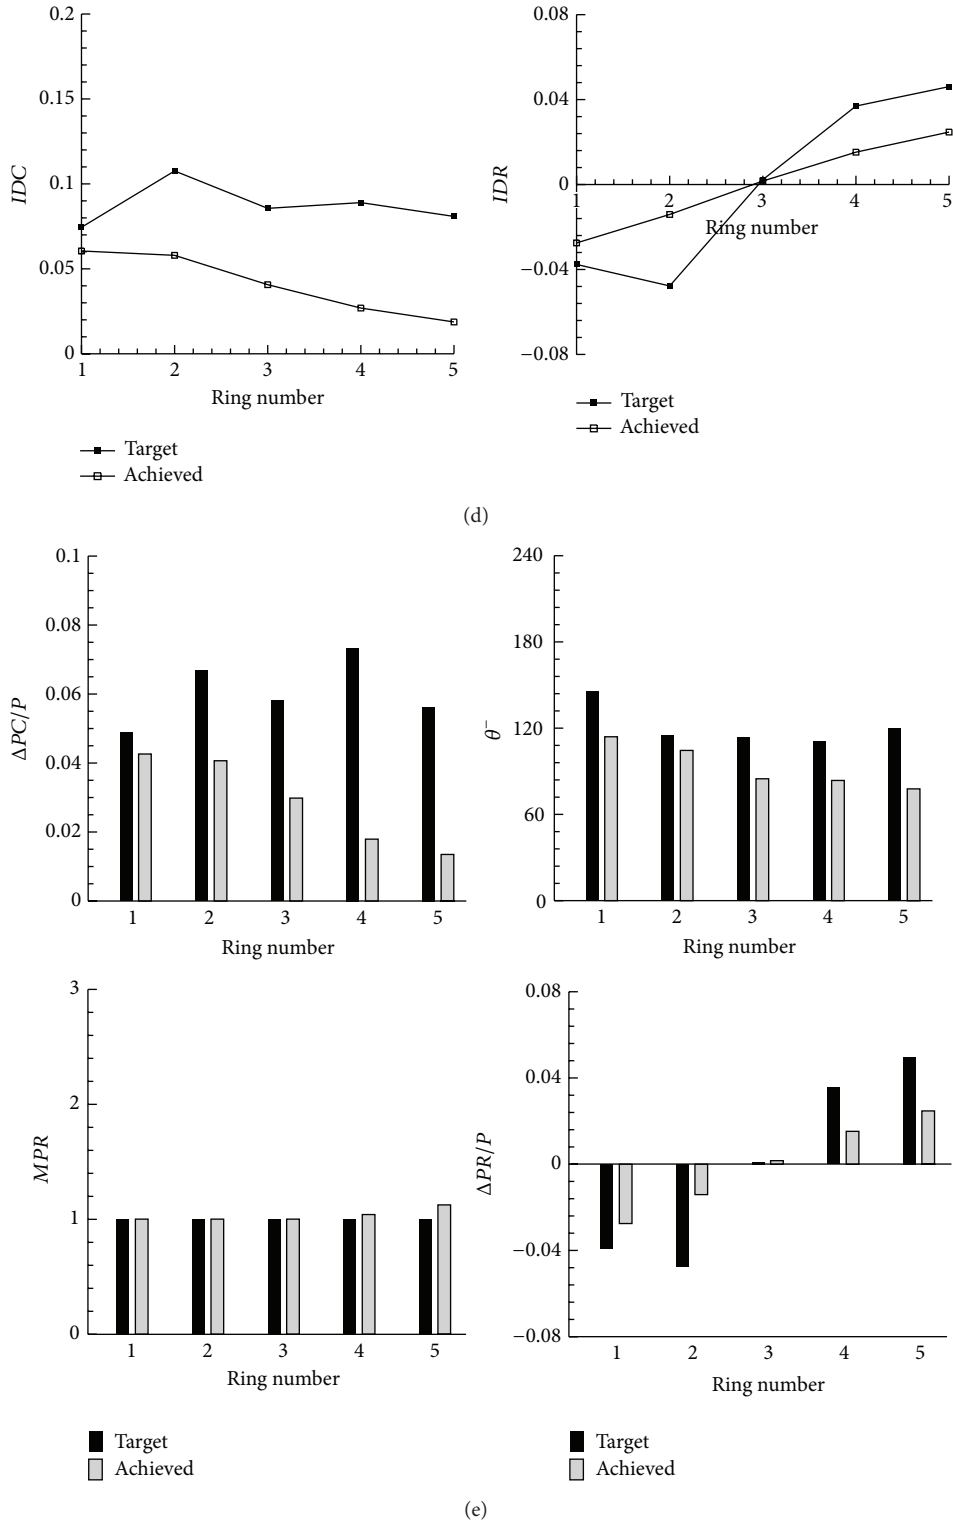 0.2
0.15
0.1
0.05
0
IDC
1 2 3 4 5
Ring number
Target
Achieved
0.08
0.04
0
−0.04
−0.08
IDR
1 2 3 4 5
Ring number
Target
Achieved
(d)
0.1
0.08
0.06
0.04
0.02
0
ΔPC/P
1 2 3 4 5
Ring number
240
180
120
60
0
θ⁻
1 2 3 4 5
Ring number
3
2
1
0
MPR
1 2 3 4 5
Ring number
Target
Achieved
0.08
0.04
0
−0.04
−0.08
ΔPR/P
1 2 3 4 5
Ring number
Target
Achieved
(e)